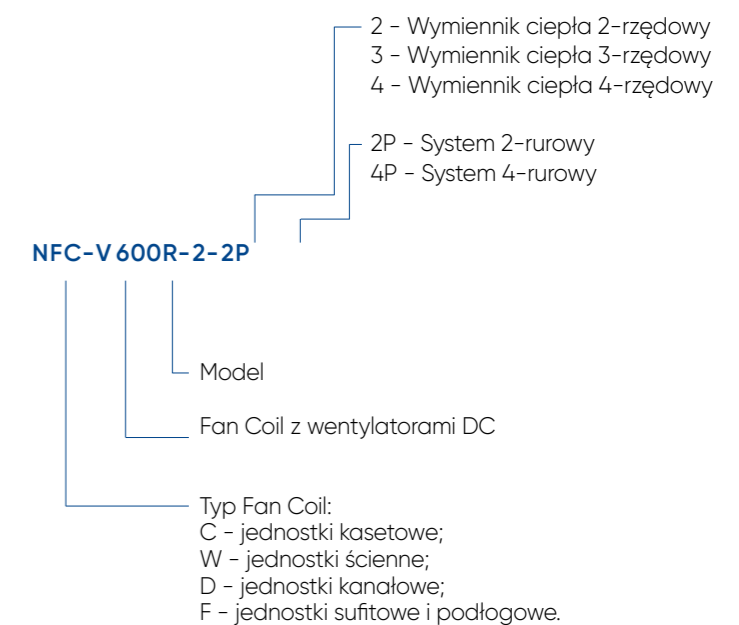 2 - Wymiennik ciepła 2-rzędowy
3 - Wymiennik ciepła 3-rzędowy
4 - Wymiennik ciepła 4-rzędowy
2P - System 2-rurowy
4P - System 4-rurowy
NFC-V600R-2-2P
Model
Fan Coil z wentylatorami DC
Typ Fan Coil:
C - jednostki kasetowe;
W - jednostki ścienne;
D - jednostki kanałowe;
F - jednostki sufitowe i podłogowe.